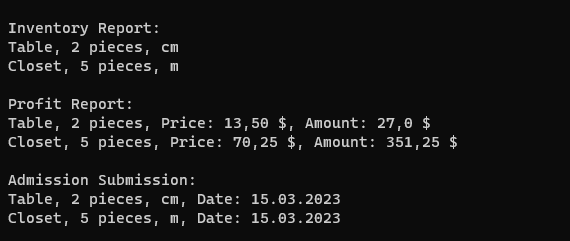 Inventory Report:
Table, 2 pieces, cm
Closet, 5 pieces, m

Profit Report:
Table, 2 pieces, Price: 13,50 $, Amount: 27,0 $
Closet, 5 pieces, Price: 70,25 $, Amount: 351,25 $

Admission Submission:
Table, 2 pieces, cm, Date: 15.03.2023
Closet, 5 pieces, m, Date: 15.03.2023